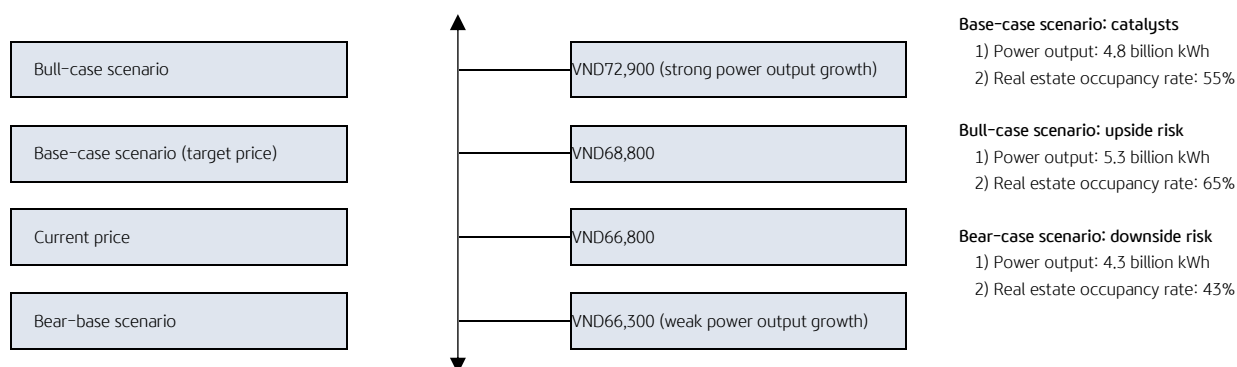 Bull-case scenario
VND72,900 (strong power output growth)
Base-case scenario (target price)
VND68,800
Current price
VND66,800
Bear-base scenario
VND66,300 (weak power output growth)
Base-case scenario: catalysts
1) Power output: 4.8 billion kWh
2) Real estate occupancy rate: 55%
Bull-case scenario: upside risk
1) Power output: 5.3 billion kWh
2) Real estate occupancy rate: 65%
Bear-case scenario: downside risk
1) Power output: 4.3 billion kWh
2) Real estate occupancy rate: 43%